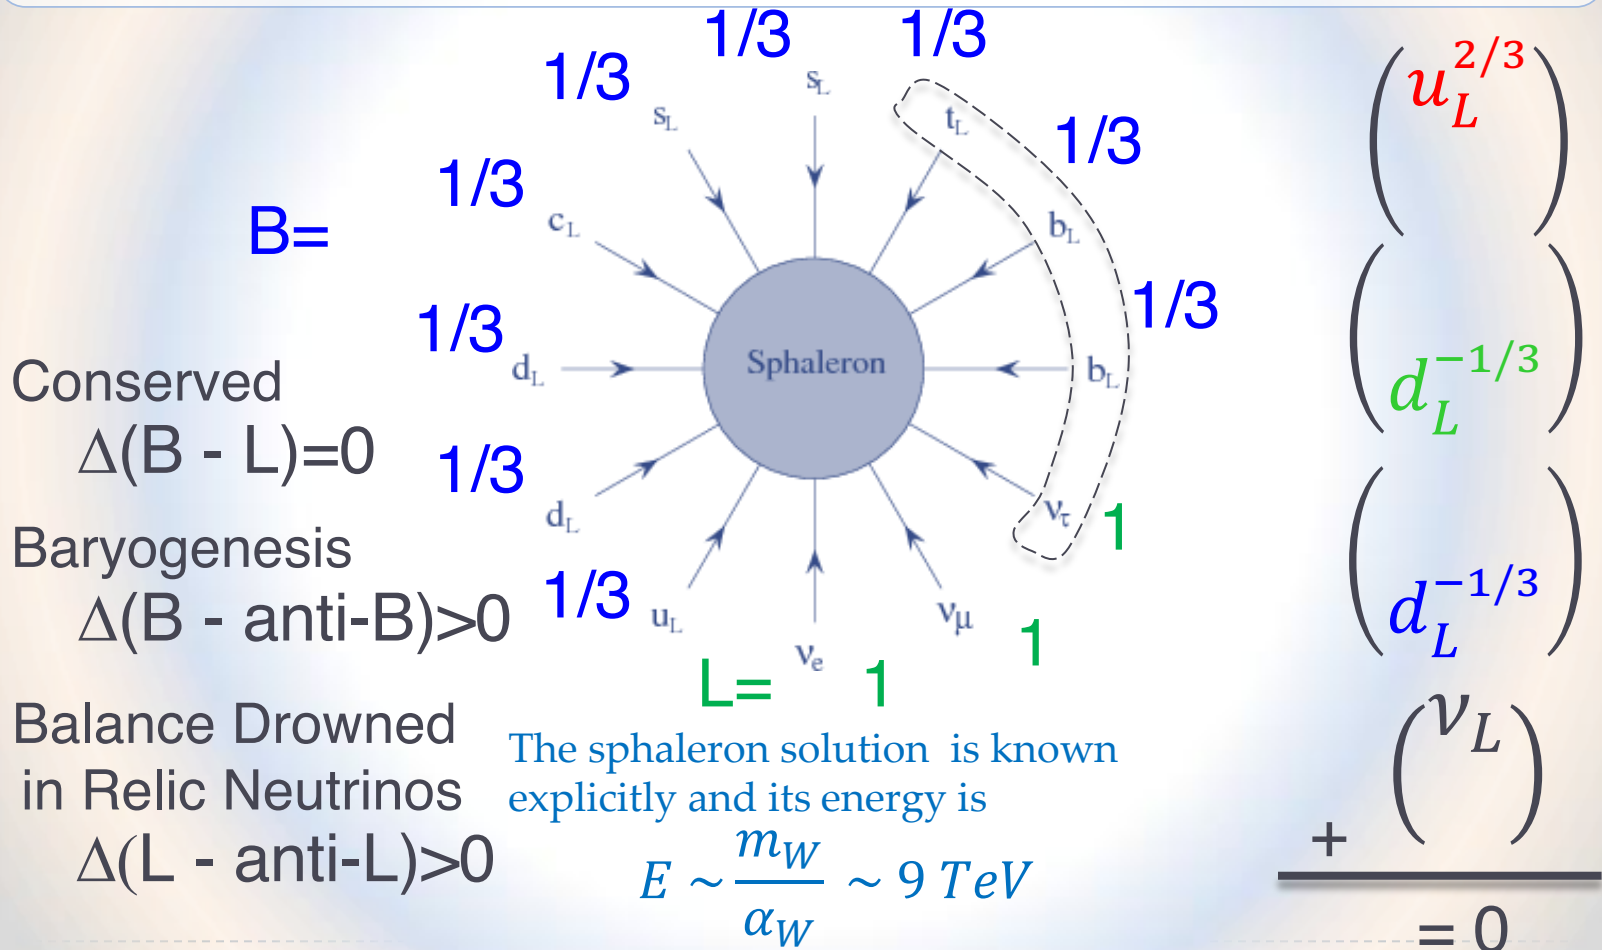 1/3 1/3 1/3
s_L
s_L t_L
1/3 1/3
c_L b_L
B=
1/3 1/3
d_L Sphaleron b_L
1/3
d_L ν_τ 1
1/3 u_L ν_e ν_μ 1
L= 1
Conserved
Δ(B - L)=0
Baryogenesis
Δ(B - anti-B)>0
Balance Drowned
in Relic Neutrinos
Δ(L - anti-L)>0
The sphaleron solution is known
explicitly and its energy is
E ~ m_W/α_W ~ 9 TeV
(u_L^{2/3})
(d_L^{-1/3})
(d_L^{-1/3})
+ (ν_L)
= 0